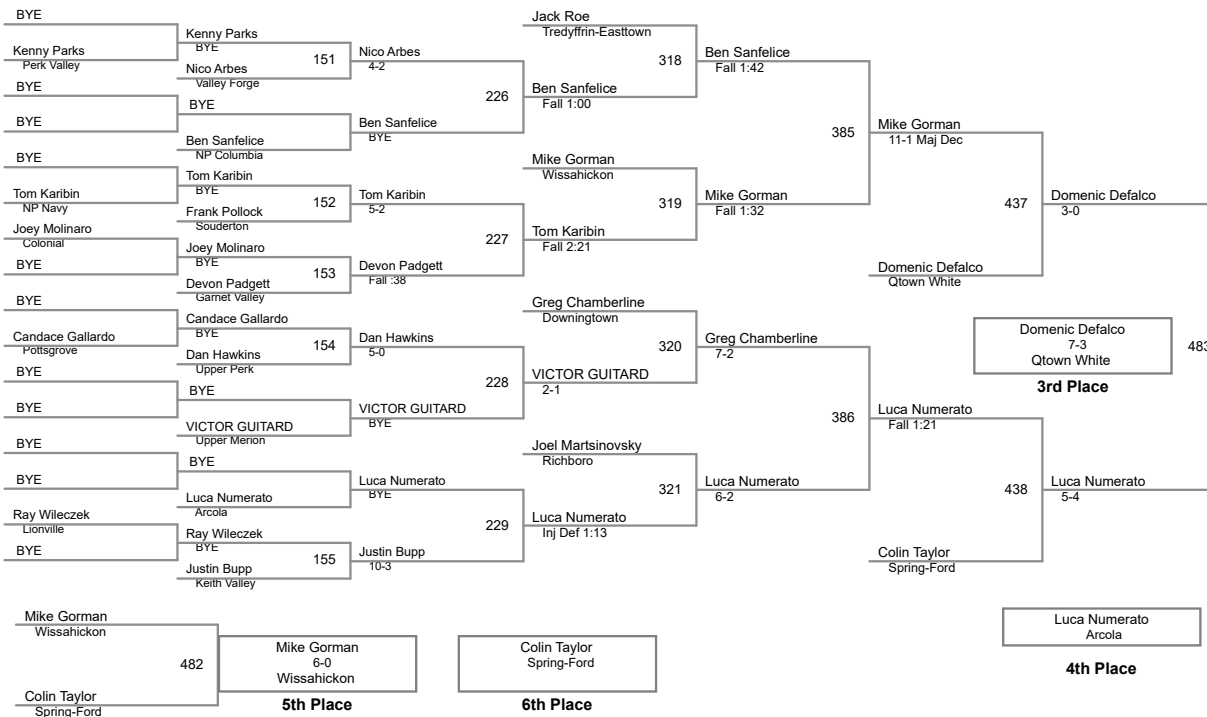 BYE
Kenny Parks
Perk Valley
BYE
BYE
BYE
Tom Karibin
NP Navy
Joey Molinaro
Colonial
BYE
BYE
Candace Gallardo
Pottsgrove
BYE
BYE
BYE
BYE
Ray Wileczek
Lionville
BYE
Kenny Parks
BYE
151
Nico Arbes
Valley Forge
BYE
Ben Sanfelice
NP Columbia
Tom Karibin
BYE
152
Frank Pollock
Souderton
Joey Molinaro
BYE
153
Devon Padgett
Garnet Valley
Candace Gallardo
BYE
154
Dan Hawkins
Upper Perk
BYE
VICTOR GUITARD
Upper Merion
BYE
Luca Numerato
Arcola
Ray Wileczek
BYE
155
Justin Bupp
Keith Valley
Nico Arbes
4-2
226
Ben Sanfelice
BYE
Tom Karibin
5-2
227
Devon Padgett
Fall :38
Dan Hawkins
5-0
228
VICTOR GUITARD
BYE
Luca Numerato
BYE
229
Justin Bupp
10-3
Jack Roe
Tredyffrin-Easttown
318
Ben Sanfelice
Fall 1:00
Mike Gorman
Wissahickon
319
Tom Karibin
Fall 2:21
Greg Chamberline
Downingtown
320
VICTOR GUITARD
2-1
Joel Martsinovsky
Richboro
321
Luca Numerato
Inj Def 1:13
Ben Sanfelice
Fall 1:42
385
Mike Gorman
Fall 1:32
Greg Chamberline
7-2
386
Luca Numerato
6-2
Mike Gorman
11-1 Maj Dec
437
Domenic Defalco
Qtown White
Luca Numerato
Fall 1:21
438
Colin Taylor
Spring-Ford
Domenic Defalco
3-0
Domenic Defalco
7-3
Qtown White
483
3rd Place
Luca Numerato
5-4
Luca Numerato
Arcola
4th Place
Mike Gorman
Wissahickon
482
Colin Taylor
Spring-Ford
Mike Gorman
6-0
Wissahickon
5th Place
Colin Taylor
Spring-Ford
6th Place